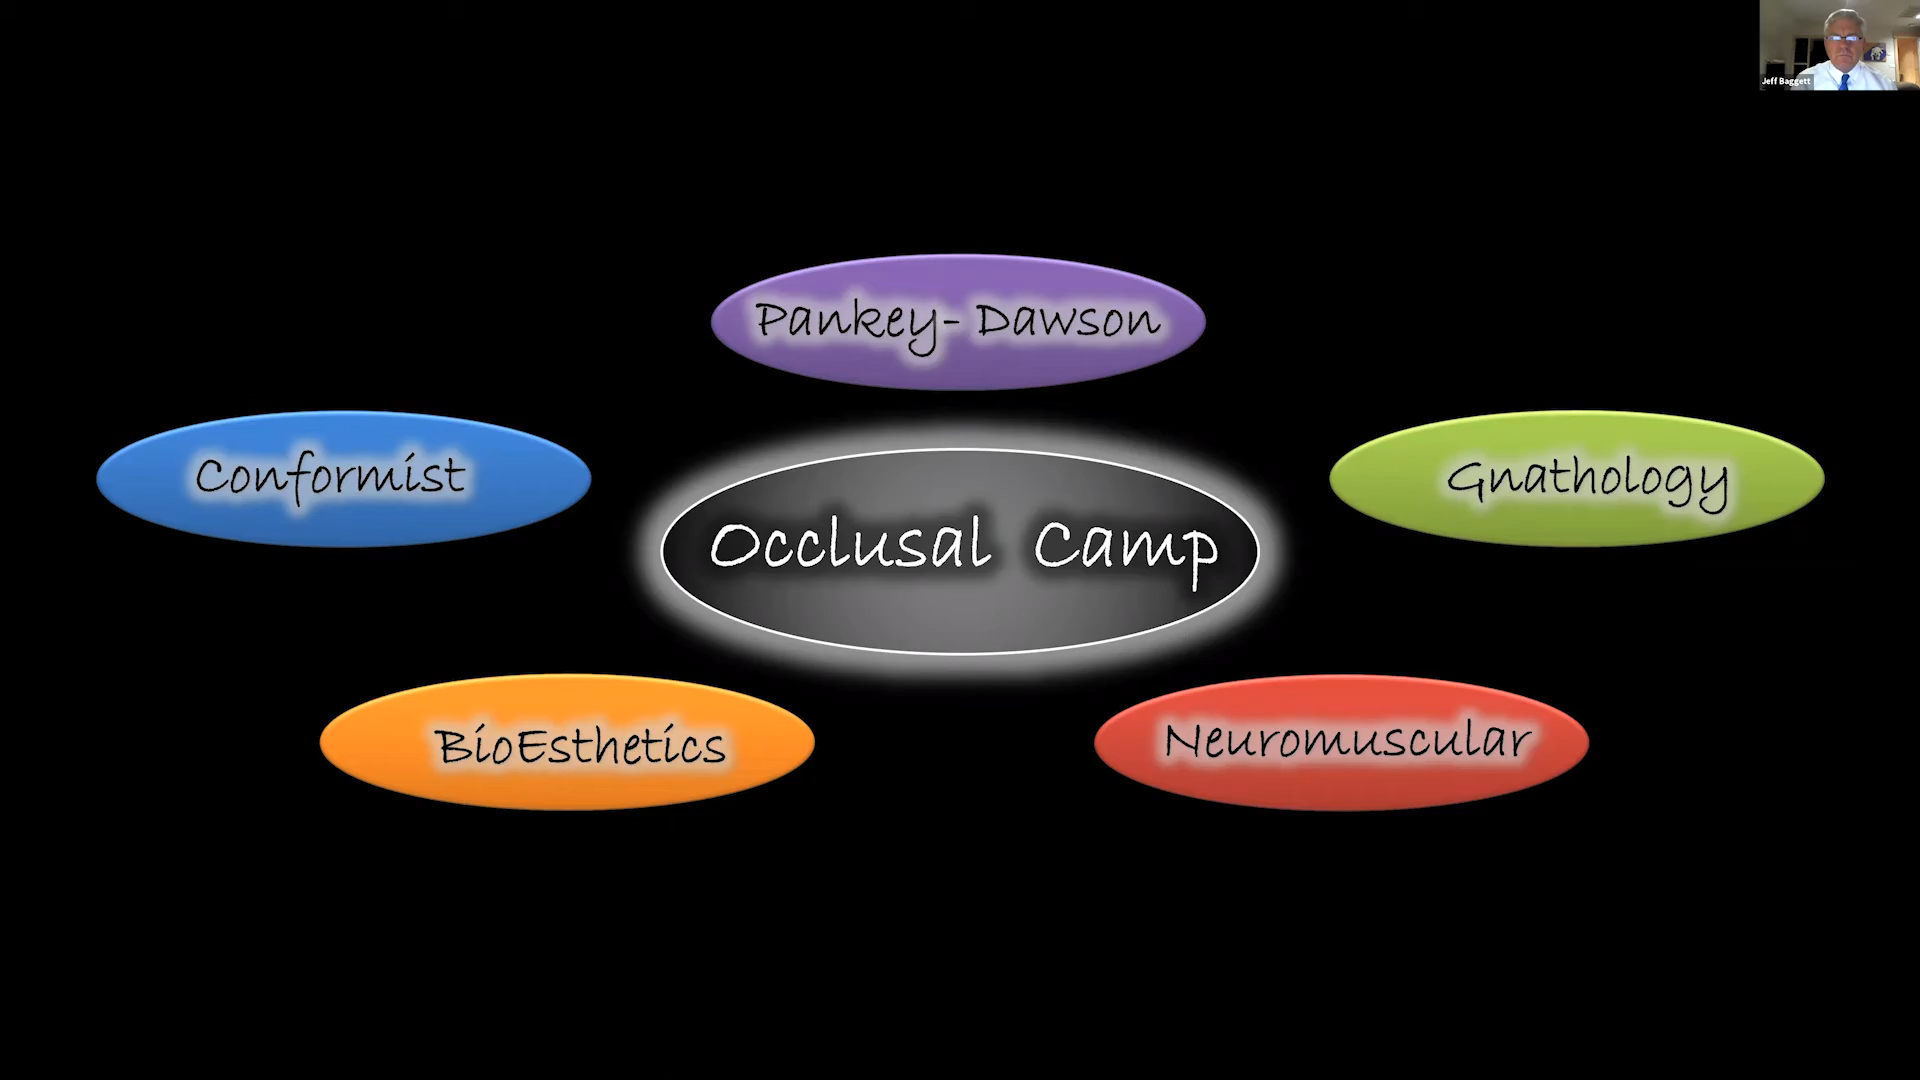 Jeff Baggett
Pankey- Dawson
Conformist
Gnathology
Occlusal Camp
BioEsthetics
Neuromuscular